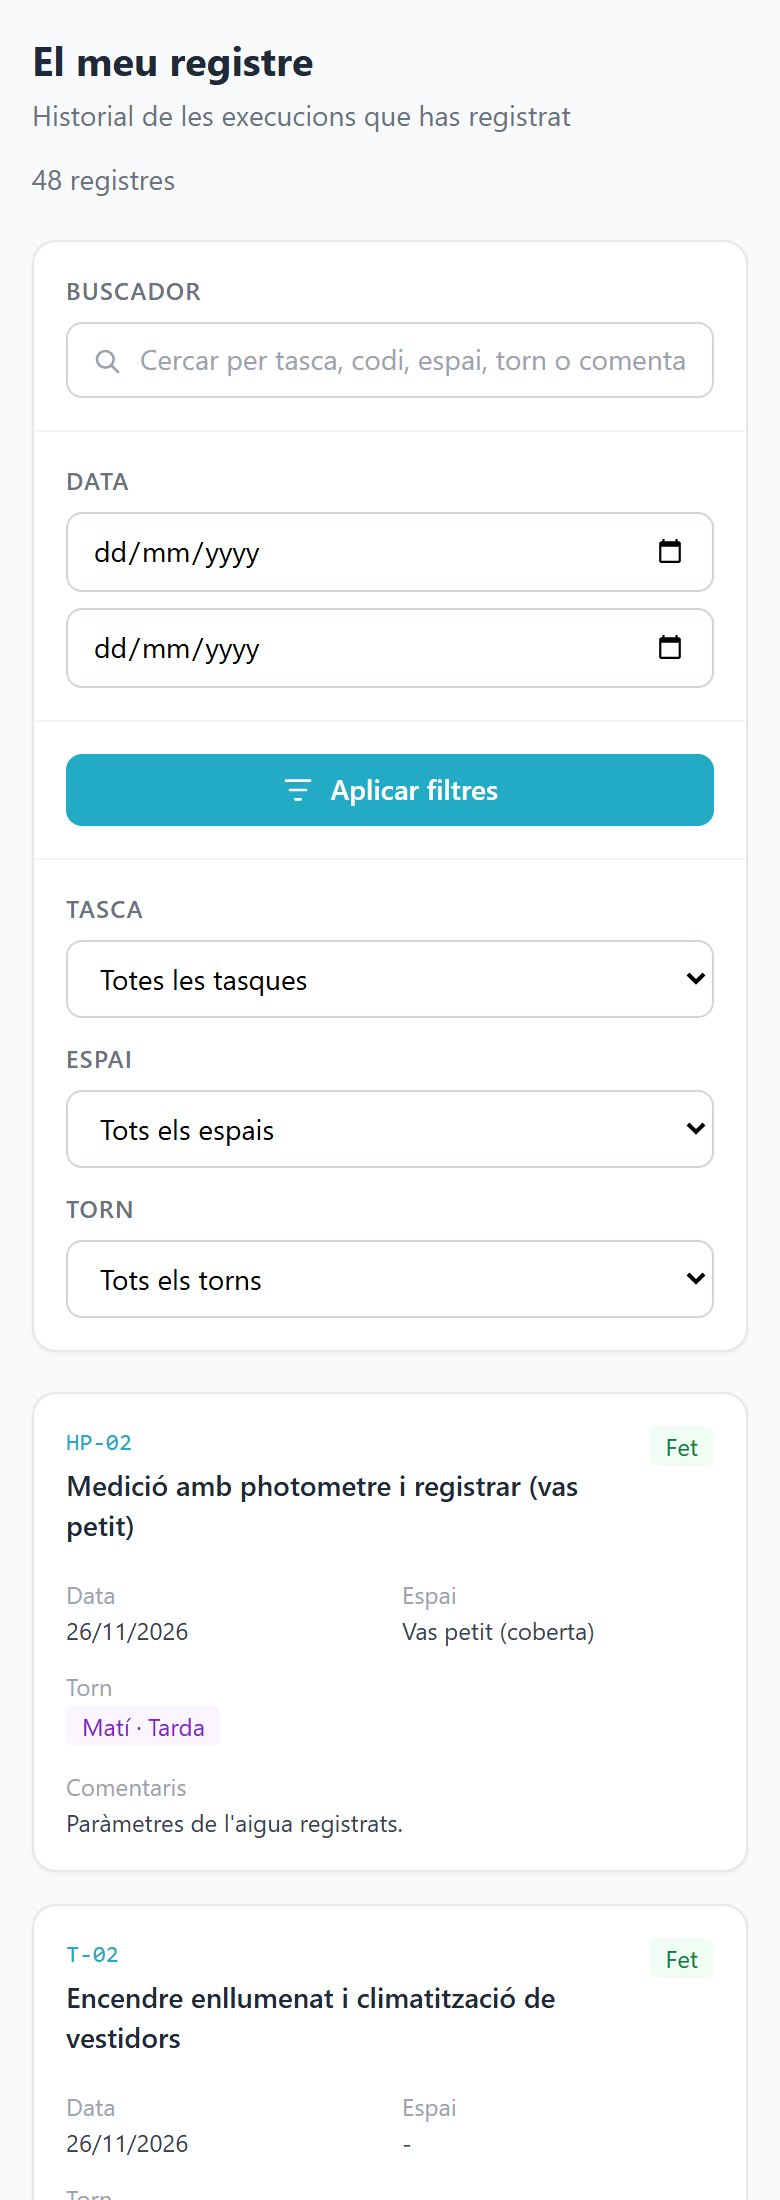 El meu registre
Historial de les execucions que has registrat
48 registres
BUSCADOR
Cercar per tasca, codi, espai, torn o comenta
DATA
dd/mm/yyyy
dd/mm/yyyy
Aplicar filtres
TASCA
Totes les tasques
ESPAI
Tots els espais
TORN
Tots els torns
HP-02
Fet
Medició amb photometre i registrar (vas
petit)
Data
Espai
26/11/2026
Vas petit (coberta)
Torn
Matí · Tarda
Comentaris
Paràmetres de l'aigua registrats.
T-02
Fet
Encendre enllumenat i climatització de
vestidors
Data
Espai
26/11/2026
-
Torn